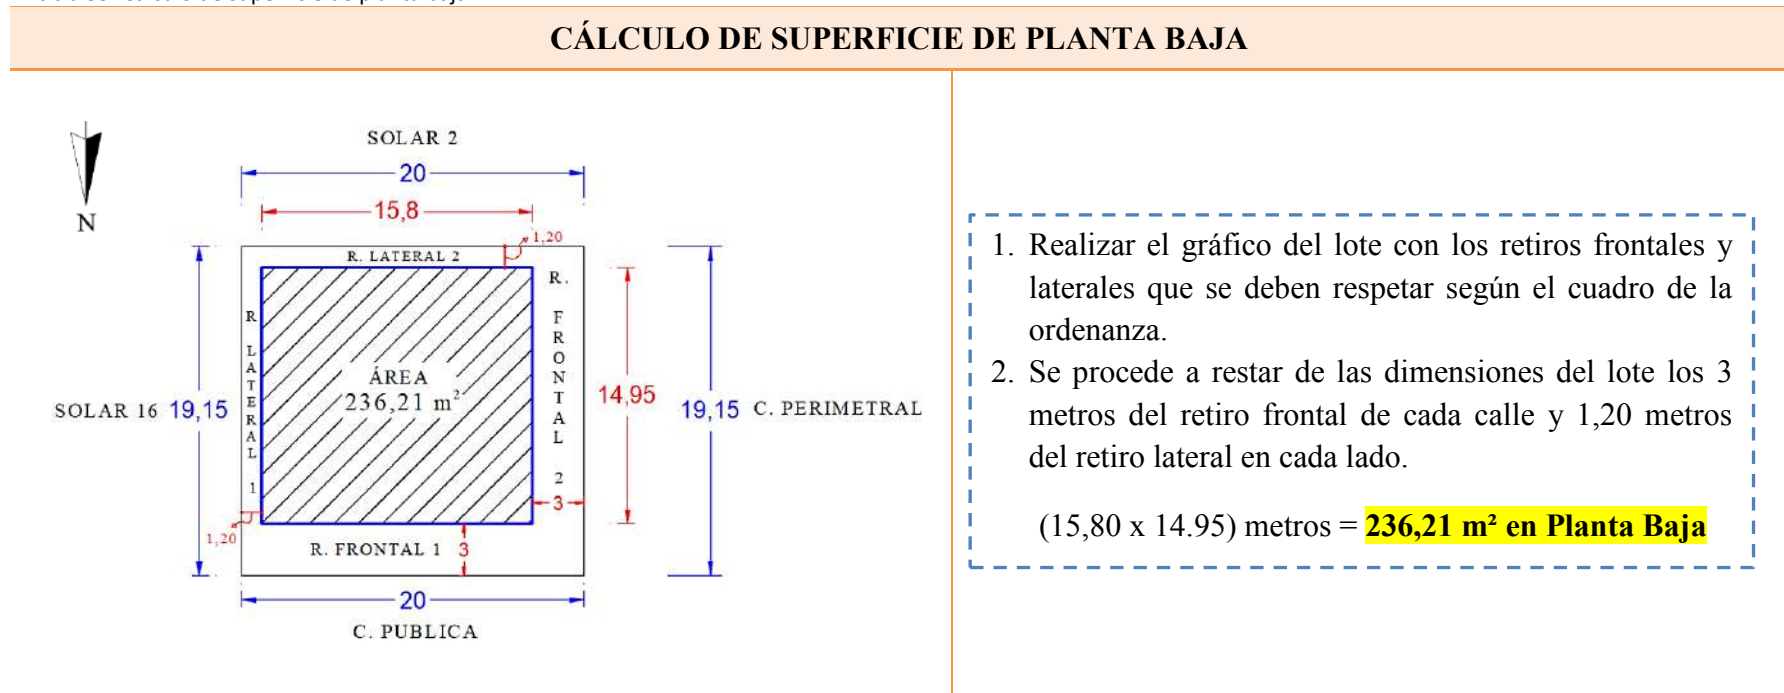 CÁLCULO DE SUPERFICIE DE PLANTA BAJA
SOLAR 2
20
15,8
N
1,20
R. LATERAL 2
R. FRONTAL 2
R LATERAL 1
ÁREA
236,21 m²
14,95
SOLAR 16
19,15
19,15
C. PERIMETRAL
3
1,20
R. FRONTAL 1
3
20
C. PUBLICA
1. Realizar el gráfico del lote con los retiros frontales y
laterales que se deben respetar según el cuadro de la
ordenanza.
2. Se procede a restar de las dimensiones del lote los 3
metros del retiro frontal de cada calle y 1,20 metros
del retiro lateral en cada lado.
(15,80 x 14.95) metros = 236,21 m² en Planta Baja